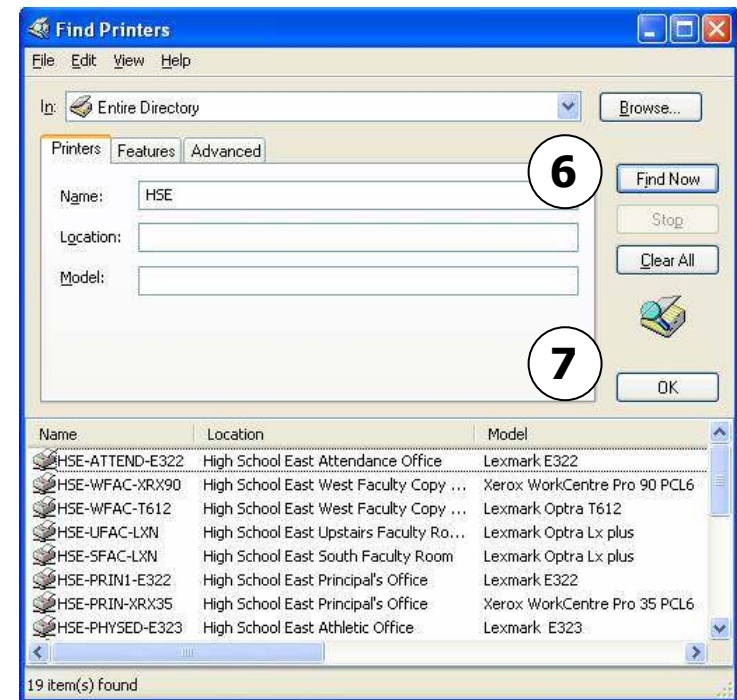 Find Printers
File Edit View Help
In: Entire Directory Browse...
Printers Features Advanced
6
Find Now
Name: HSE
Stop
Location:
Clear All
Model:
7
OK
Name Location Model
HSE-ATTEND-E322 High School East Attendance Office Lexmark E322
HSE-WFAC-XRX90 High School East West Faculty Copy ... Xerox WorkCentre Pro 90 PCL6
HSE-WFAC-T612 High School East West Faculty Copy ... Lexmark Optra T612
HSE-UFAC-LXN High School East Upstairs Faculty Ro... Lexmark Optra Lx plus
HSE-SFAC-LXN High School East South Faculty Room Lexmark Optra Lx plus
HSE-PRIN1-E322 High School East Principal's Office Lexmark E322
HSE-PRIN-XRX35 High School East Principal's Office Xerox WorkCentre Pro 35 PCL6
HSE-PHYSED-E323 High School East Athletic Office Lexmark E323
19 item(s) found